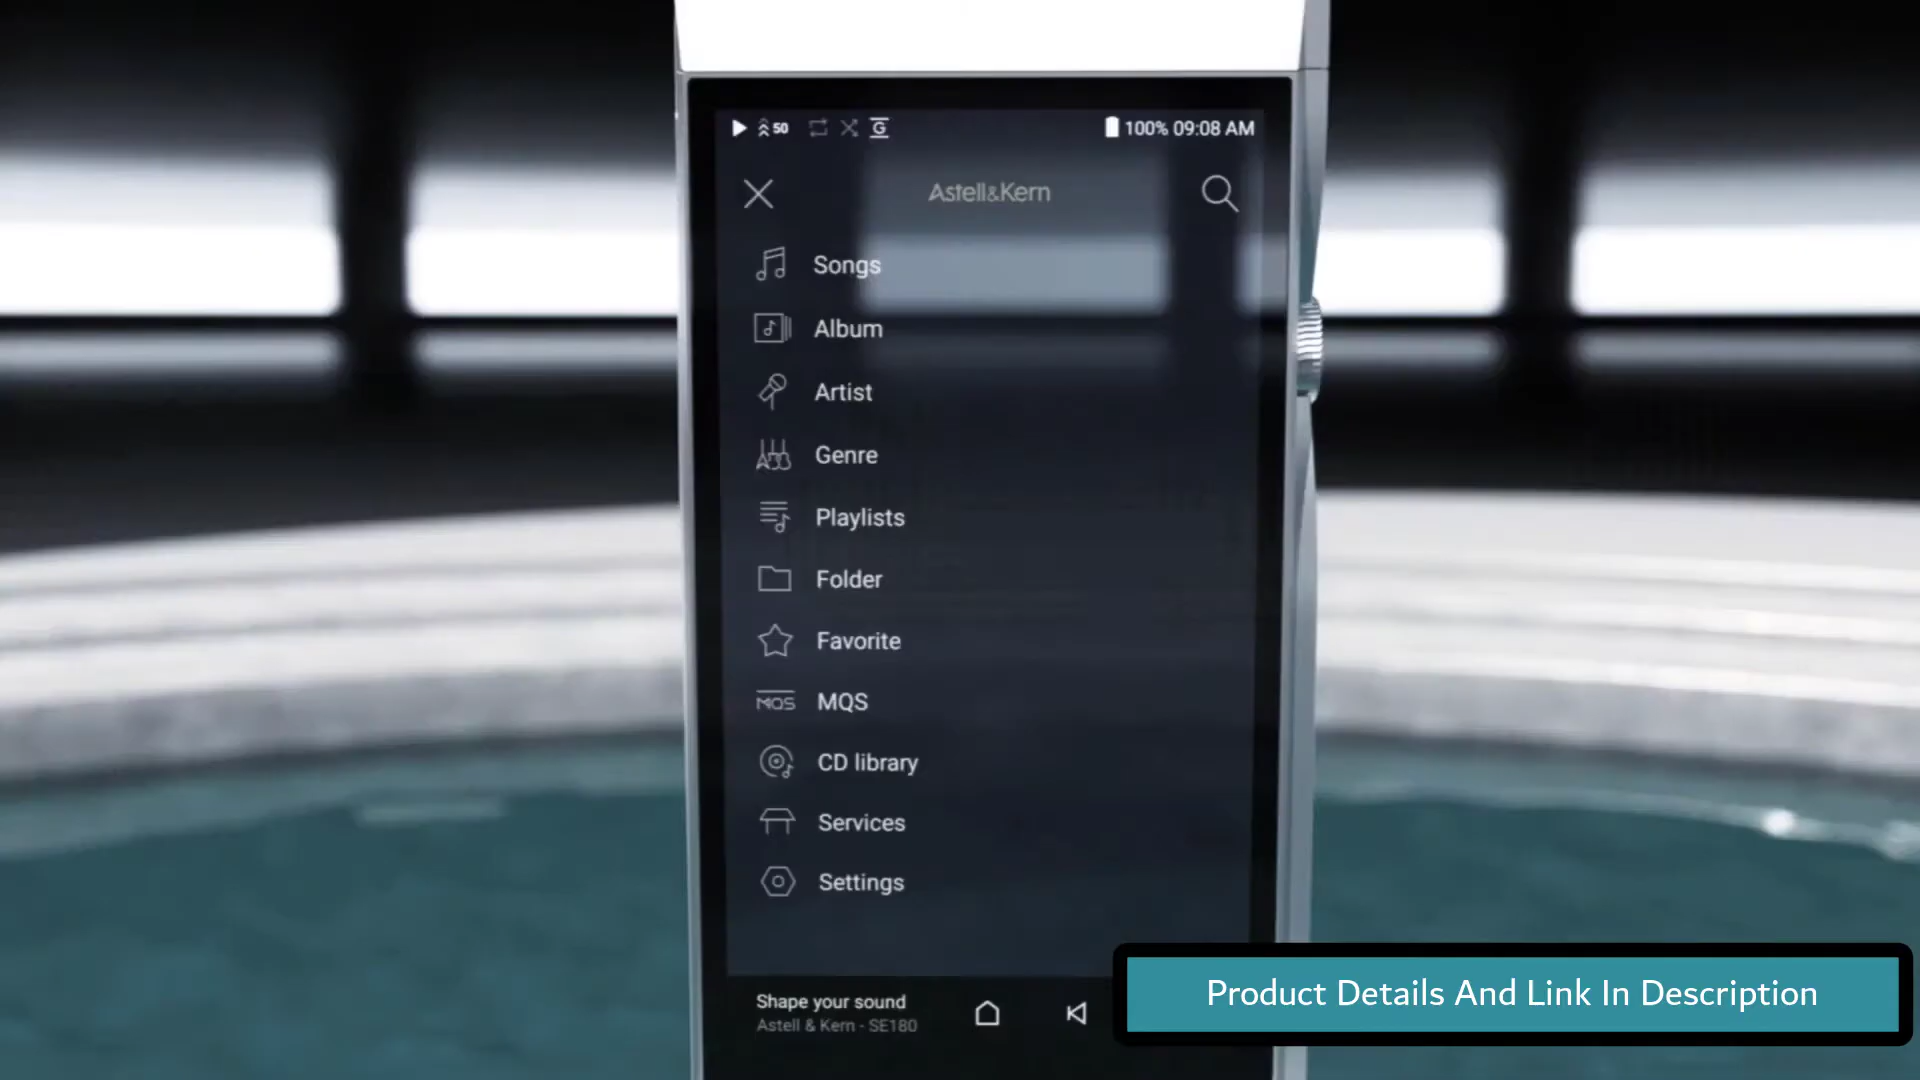 50
G
100% 09:08 AM
Astell&Kern
Songs
Album
Artist
Genre
Playlists
Folder
Favorite
MQS MQS
CD library
Services
Settings
Shape your sound
Astell & Kern - SE180
Product Details And Link In Description